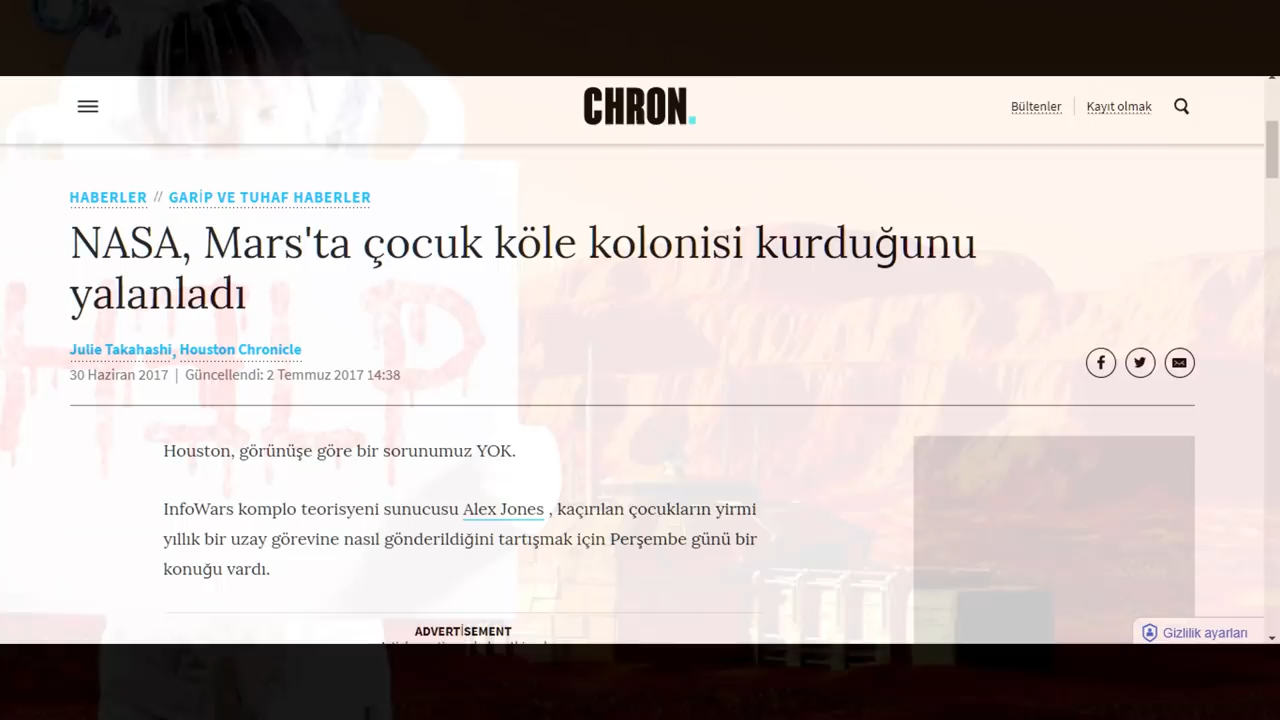 CHRON.
Bültenler
Kayıt olmak
HABERLER // GARİP VE TUHAF HABERLER
NASA, Mars'ta çocuk köle kolonisi kurduğunu
yalanladı
Julie Takahashi, Houston Chronicle
30 Haziran 2017 | Güncellendi: 2 Temmuz 2017 14:38
HELP
Houston, görünüşe göre bir sorunumuz YOK.
InfoWars komplo teorisyeni sunucusu Alex Jones , kaçırılan çocukların yirmi
yıllık bir uzay görevine nasıl gönderildiğini tartışmak için Perşembe günü bir
konuğu vardı.
ADVERTİSEMENT
Gizlilik ayarları